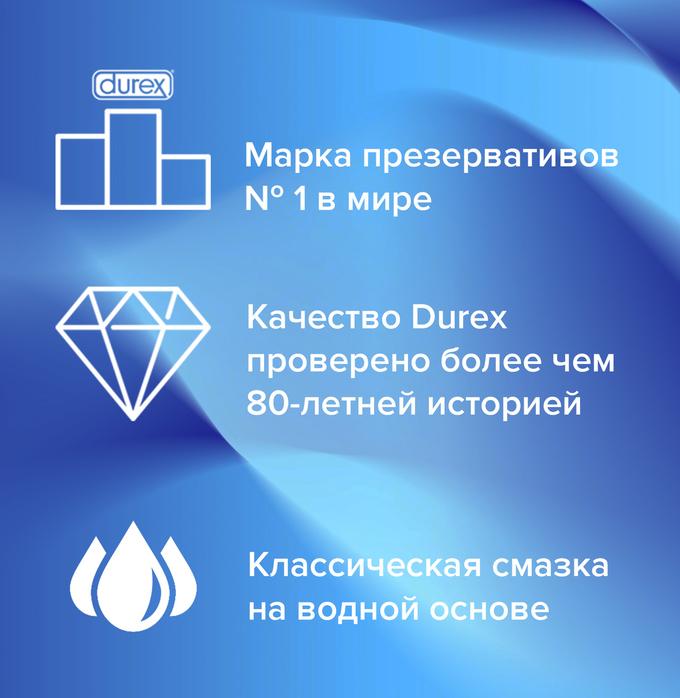 durex
Марка презервативов
№ 1 в мире
Качество Durex
проверено более чем
80-летней историей
Классическая смазка
на водной основе